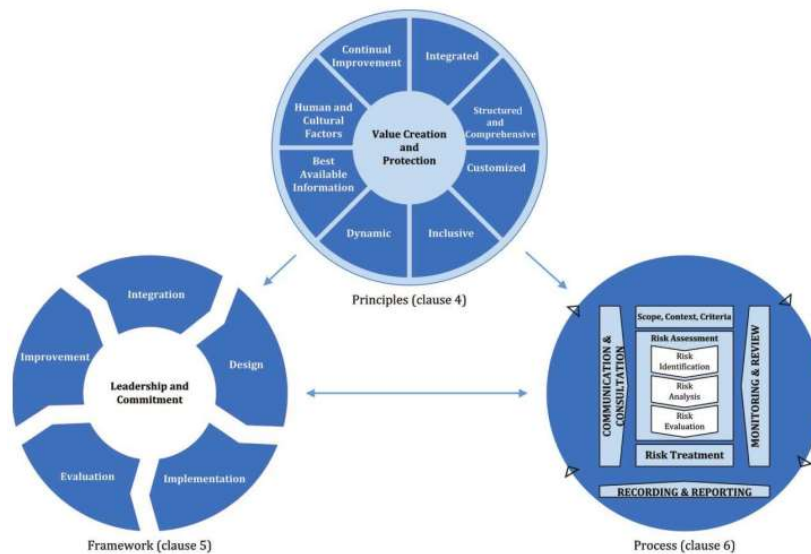 Continual
Improvement
Integrated
Human and
Cultural
Factors
Structured
and
Comprehensive
Value Creation
and
Protection
Best
Available
Information
Customized
Dynamic
Inclusive
Principles (clause 4)
Integration
Improvement
Design
Leadership and
Commitment
Evaluation
Implementation
Framework (clause 5)
Scope, Context, Criteria
Risk Assessment
Risk
Identification
Risk
Analysis
Risk
Evaluation
Risk Treatment
COMMUNICATION &
CONSULTATION
MONITORING & REVIEW
RECORDING & REPORTING
Process (clause 6)